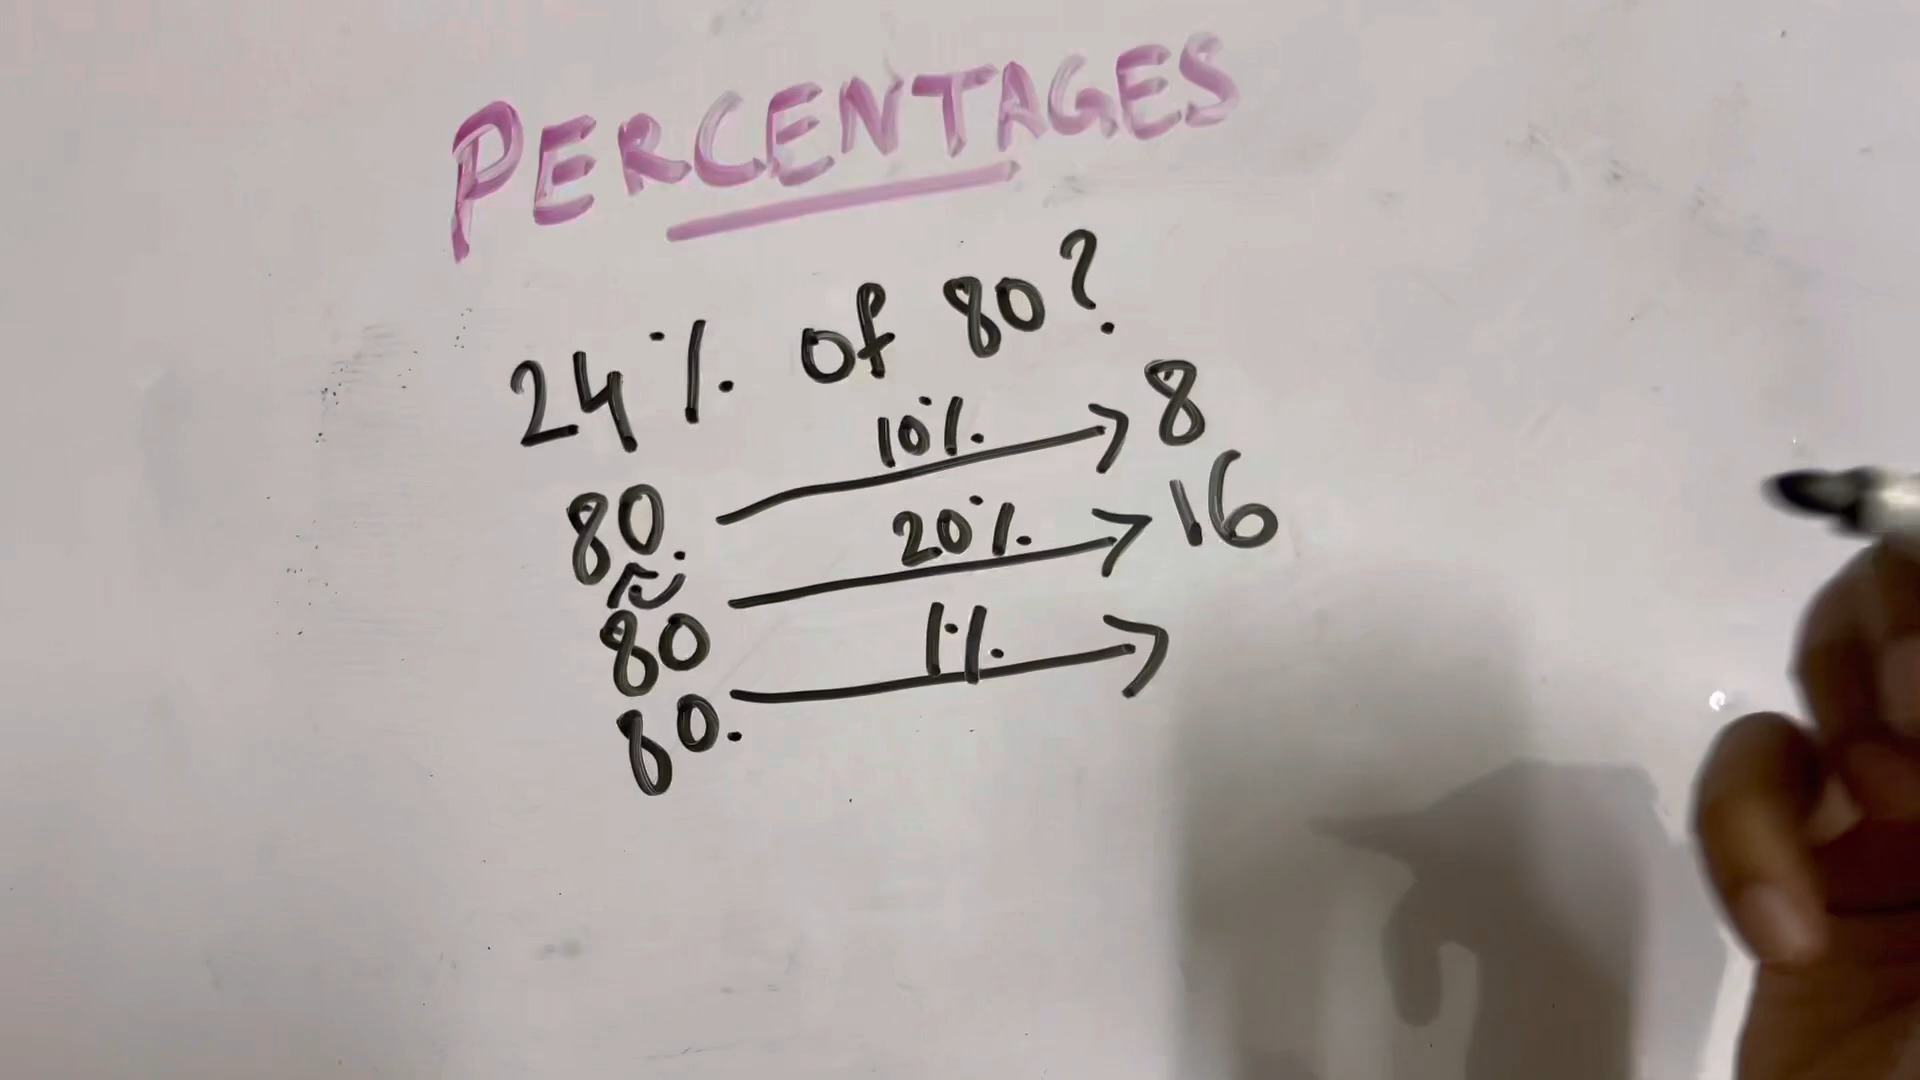 PERCENTAGES
24% of 80?
80. 10% → 8
80 20% → 16
80. 1% →